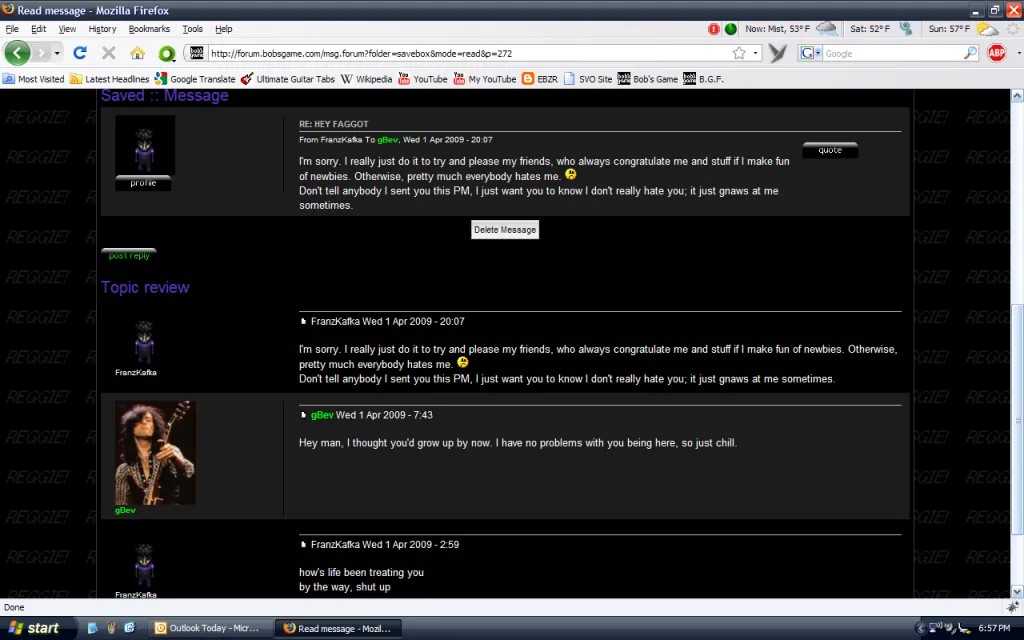 Read message - Mozilla Firefox
File Edit View History Bookmarks Tools Help
Now: Mist, 53° F Sat: 52° F Sun: 57° F
http://forum.bobsgame.com/msg.forum?folder=savebox&mode=read&p=272
Google
ABP
Most Visited Latest Headlines Google Translate Ultimate Guitar Tabs Wikipedia YouTube My YouTube EBZR SVO Site Bob's Game B.G.F.
Saved :: Message
RE: HEY FAGGOT
From FranzKafka To gBev, Wed 1 Apr 2009 - 20:07
quote
I'm sorry. I really just do it to try and please my friends, who always congratulate me and stuff if I make fun
of newbies. Otherwise, pretty much everybody hates me.
profile
Don't tell anybody I sent you this PM, I just want you to know I don't really hate you; it just gnaws at me
sometimes.
Delete Message
post reply
Topic review
FranzKafka Wed 1 Apr 2009 - 20:07
I'm sorry. I really just do it to try and please my friends, who always congratulate me and stuff if I make fun of newbies. Otherwise,
pretty much everybody hates me.
FranzKafka
Don't tell anybody I sent you this PM, I just want you to know I don't really hate you; it just gnaws at me sometimes.
gBev Wed 1 Apr 2009 - 7:43
Hey man, I thought you'd grow up by now. I have no problems with you being here, so just chill.
gBev
FranzKafka Wed 1 Apr 2009 - 2:59
how's life been treating you
by the way, shut up
FranzKafka
REGGIE!
Done
start Outlook Today - Micr... Read message - Mozil... 6:57 PM